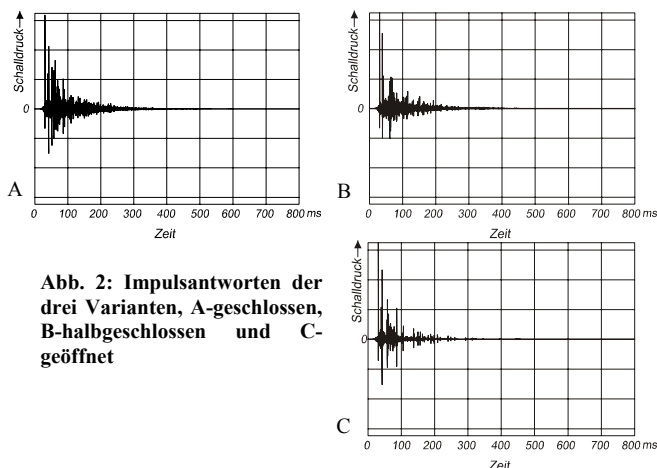 Schalldruck→
0
A
0 100 200 300 400 500 600 700 800 ms
Zeit
Schalldruck→
0
B
0 100 200 300 400 500 600 700 800 ms
Zeit
Abb. 2: Impulsantworten der
drei Varianten, A-geschlossen,
B-halbgeschlossen und C-
geöffnet
Schalldruck→
0
C
0 100 200 300 400 500 600 700 800 ms
Zeit